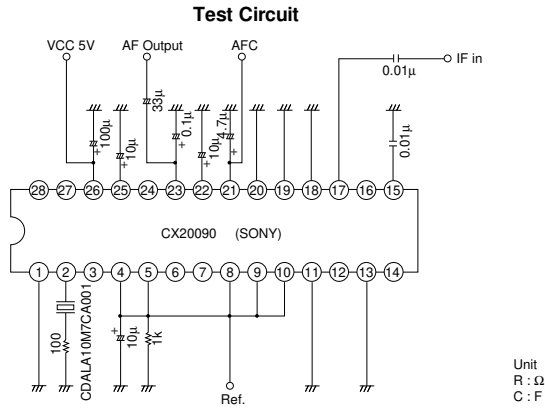 Test Circuit
VCC 5V
AF Output
AFC
IF in
0.01μ
33μ
100μ
+
10μ
+
0.1μ
+
10μ
+
4.7μ
+
0.01μ
28 27 26 25 24 23 22 21 20 19 18 17 16 15
CX20090 (SONY)
1 2 3 4 5 6 7 8 9 10 11 12 13 14
100
CDALA10M7CA001
+
10μ
1k
Ref.
Unit
R : Ω
C : F